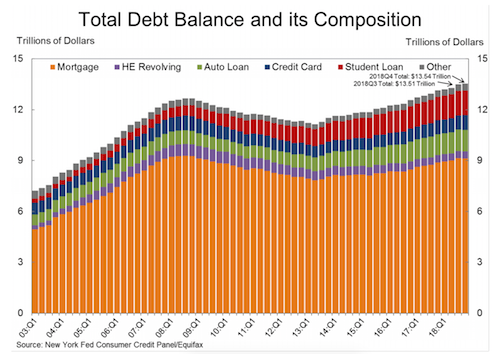 Total Debt Balance and its Composition
Trillions of Dollars
Trillions of Dollars
Mortgage HE Revolving Auto Loan Credit Card Student Loan Other
2018Q4 Total: $13.54 Trillion
2018Q3 Total: $13.51 Trillion
15 15
12 12
9 9
6 6
3 3
0 0
03:Q1 04:Q1 05:Q1 06:Q1 07:Q1 08:Q1 09:Q1 10:Q1 11:Q1 12:Q1 13:Q1 14:Q1 15:Q1 16:Q1 17:Q1 18:Q1
Source: New York Fed Consumer Credit Panel/Equifax